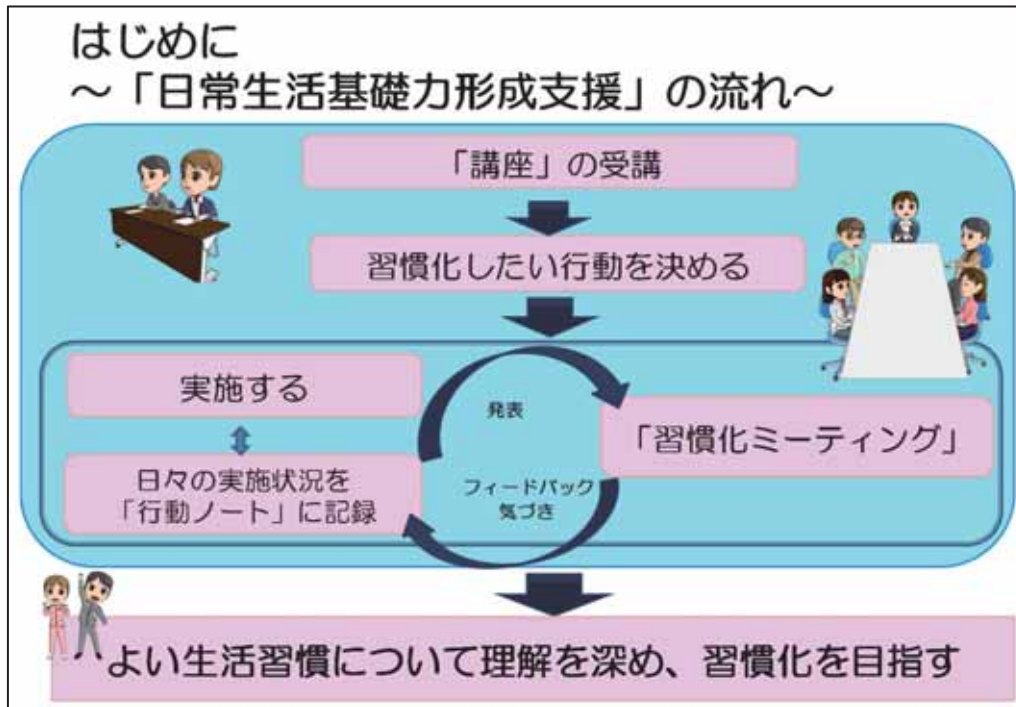 はじめに
～「日常生活基礎力形成支援」の流れ～
「講座」の受講
習慣化したい行動を決める
実施する
日々の実施状況を
「行動ノート」に記録
発表
「習慣化ミーティング」
フィードバック
気づき
よい生活習慣について理解を深め、習慣化を目指す